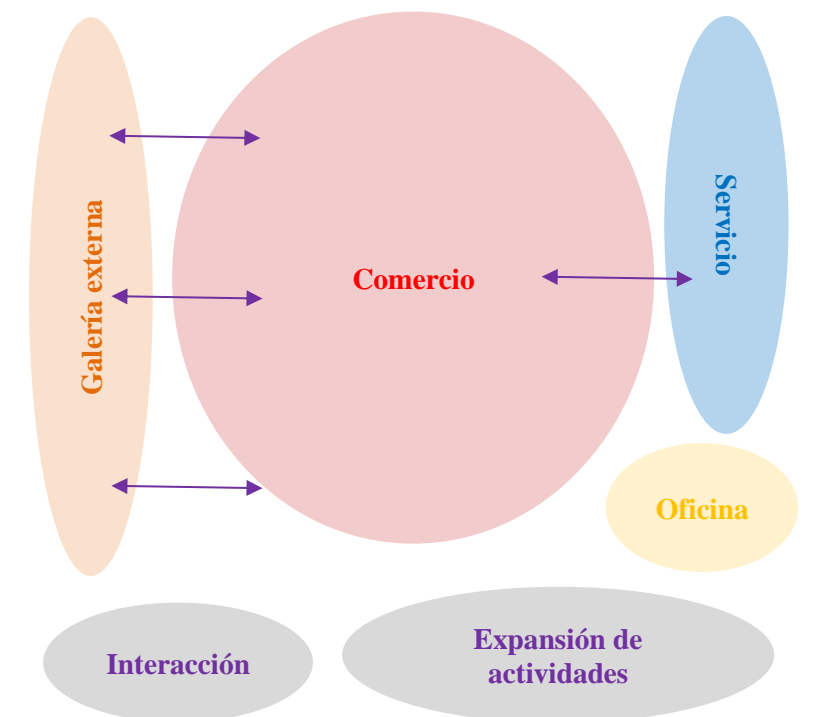 Galería externa
Comercio
Servicio
Oficina
Interacción
Expansión de
actividades